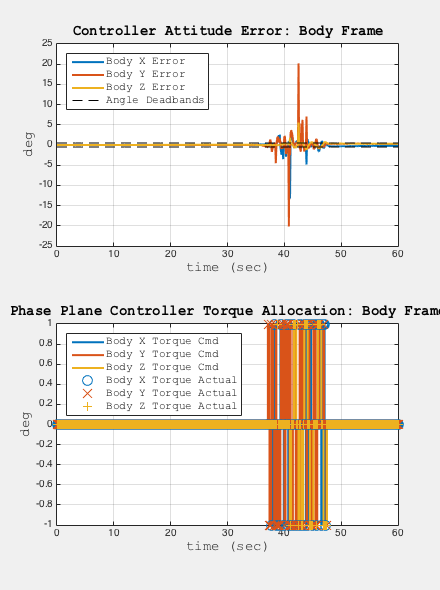 Controller Attitude Error: Body Frame
25
20
15
10
5
0
-5
-10
-15
-20
-25
deg
Body X Error
Body Y Error
Body Z Error
Angle Deadbands
0 10 20 30 40 50 60
time (sec)
Phase Plane Controller Torque Allocation: Body Frame
1
0.8
0.6
0.4
0.2
0
-0.2
-0.4
-0.6
-0.8
-1
deg
Body X Torque Cmd
Body Y Torque Cmd
Body Z Torque Cmd
Body X Torque Actual
Body Y Torque Actual
Body Z Torque Actual
0 10 20 30 40 50 60
time (sec)